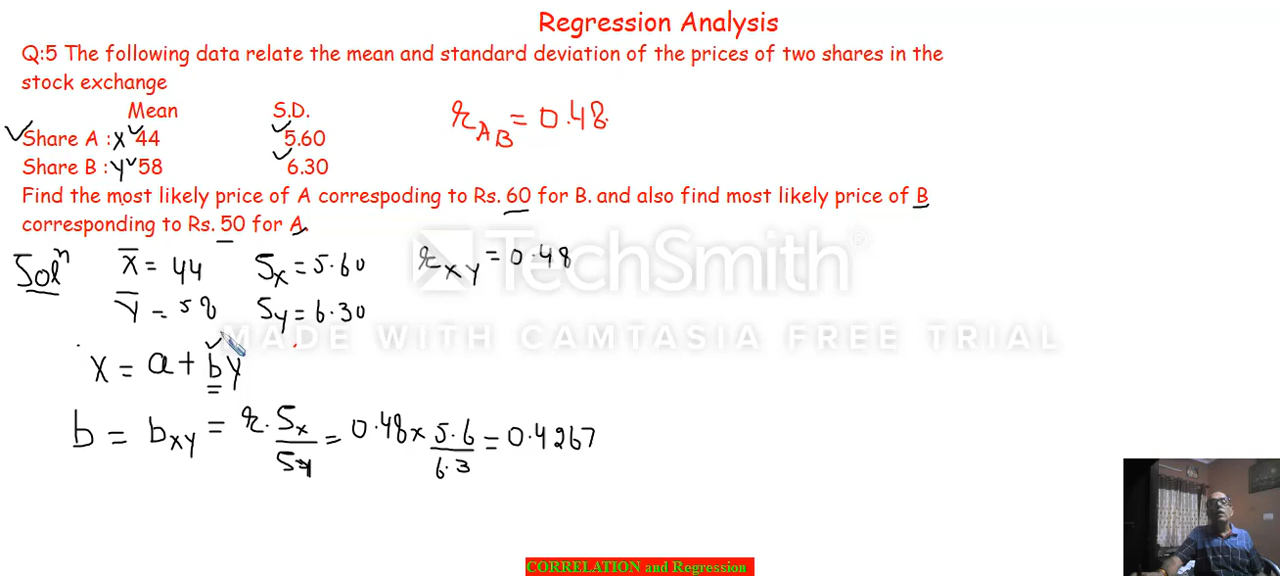 Regression Analysis
Q:5 The following data relate the mean and standard deviation of the prices of two shares in the
stock exchange
Mean S.D.
Share A : X 44 5.60
Share B : Y 58 6.30
r_AB = 0.48
Find the most likely price of A correspoding to Rs. 60 for B. and also find most likely price of B
corresponding to Rs. 50 for A.
Solⁿ X̄ = 44 Sx = 5.60 r_XY = 0.48
Ȳ = 58 Sy = 6.30
TechSmith®
MADE WITH CAMTASIA FREE TRIAL
X = a + by
b = b_XY = r. Sx/Sy = 0.48 × 5.6/6.3 = 0.4267
CORRELATION and Regression